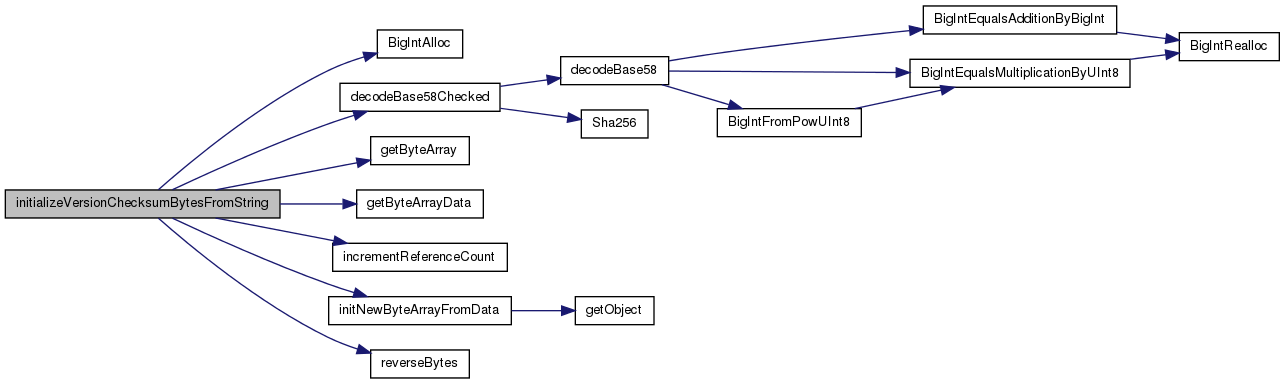 initializeVersionChecksumBytesFromString
BigIntAlloc
decodeBase58Checked
decodeBase58
BigIntEqualsAdditionByBigInt
BigIntRealloc
BigIntEqualsMultiplicationByUInt8
BigIntFromPowUInt8
Sha256
getByteArray
getByteArrayData
incrementReferenceCount
initNewByteArrayFromData
getObject
reverseBytes